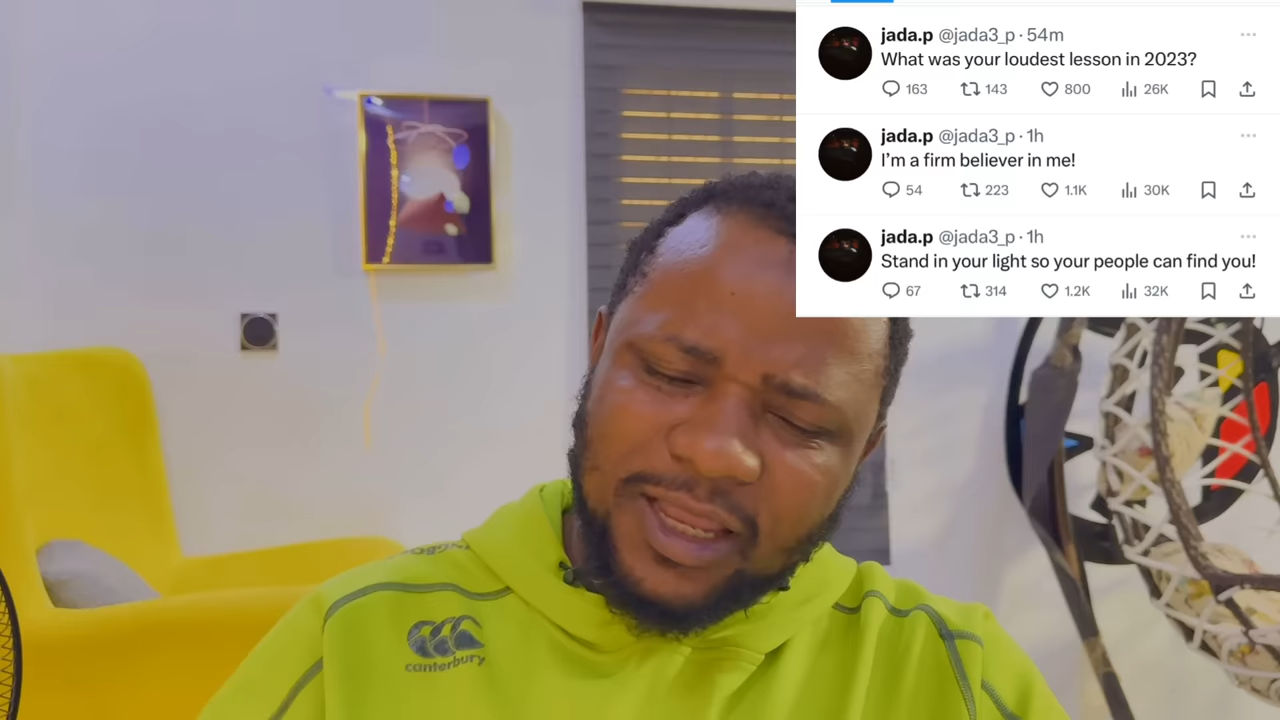 jada.p @jada3_p · 54m
What was your loudest lesson in 2023?
163 143 800 26K
jada.p @jada3_p · 1h
I'm a firm believer in me!
54 223 1.1K 30K
jada.p @jada3_p · 1h
Stand in your light so your people can find you!
67 314 1.2K 32K
canterbury